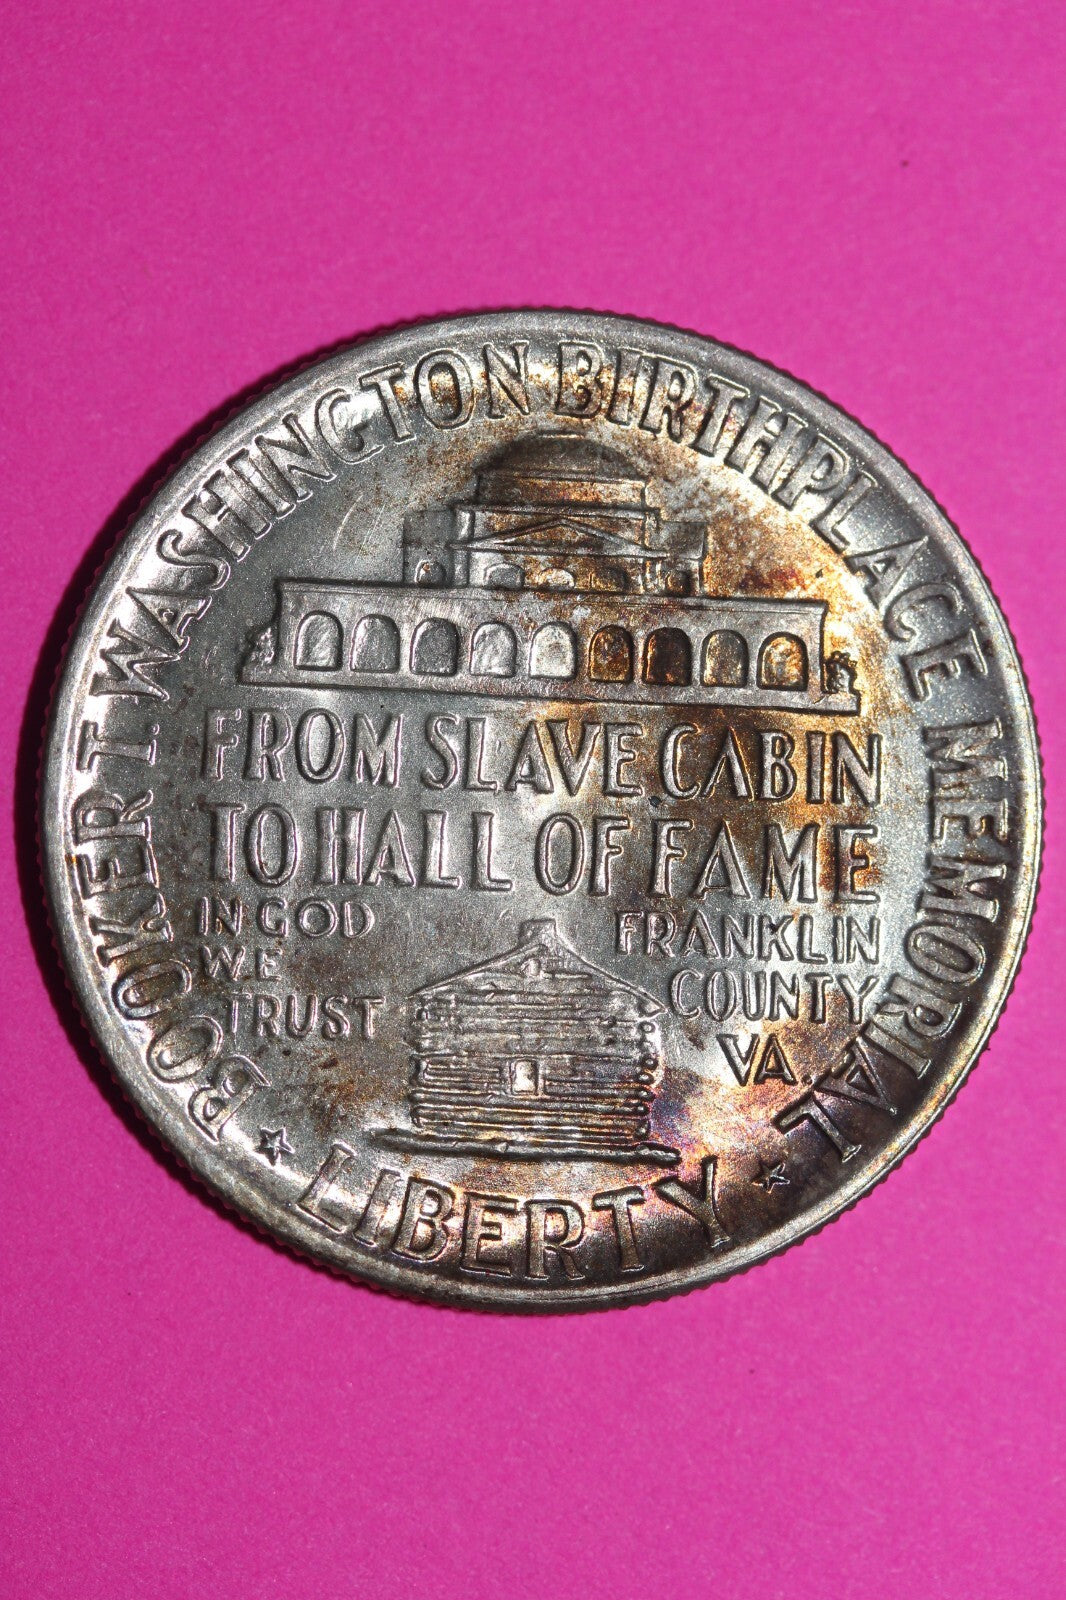 BOOKER T. WASHINGTON BIRTHPLACE MEMORIAL
FROM SLAVE CABIN
TO HALL OF FAME
IN GOD
WE
TRUST
FRANKLIN
COUNTY
VA.
LIBERTY